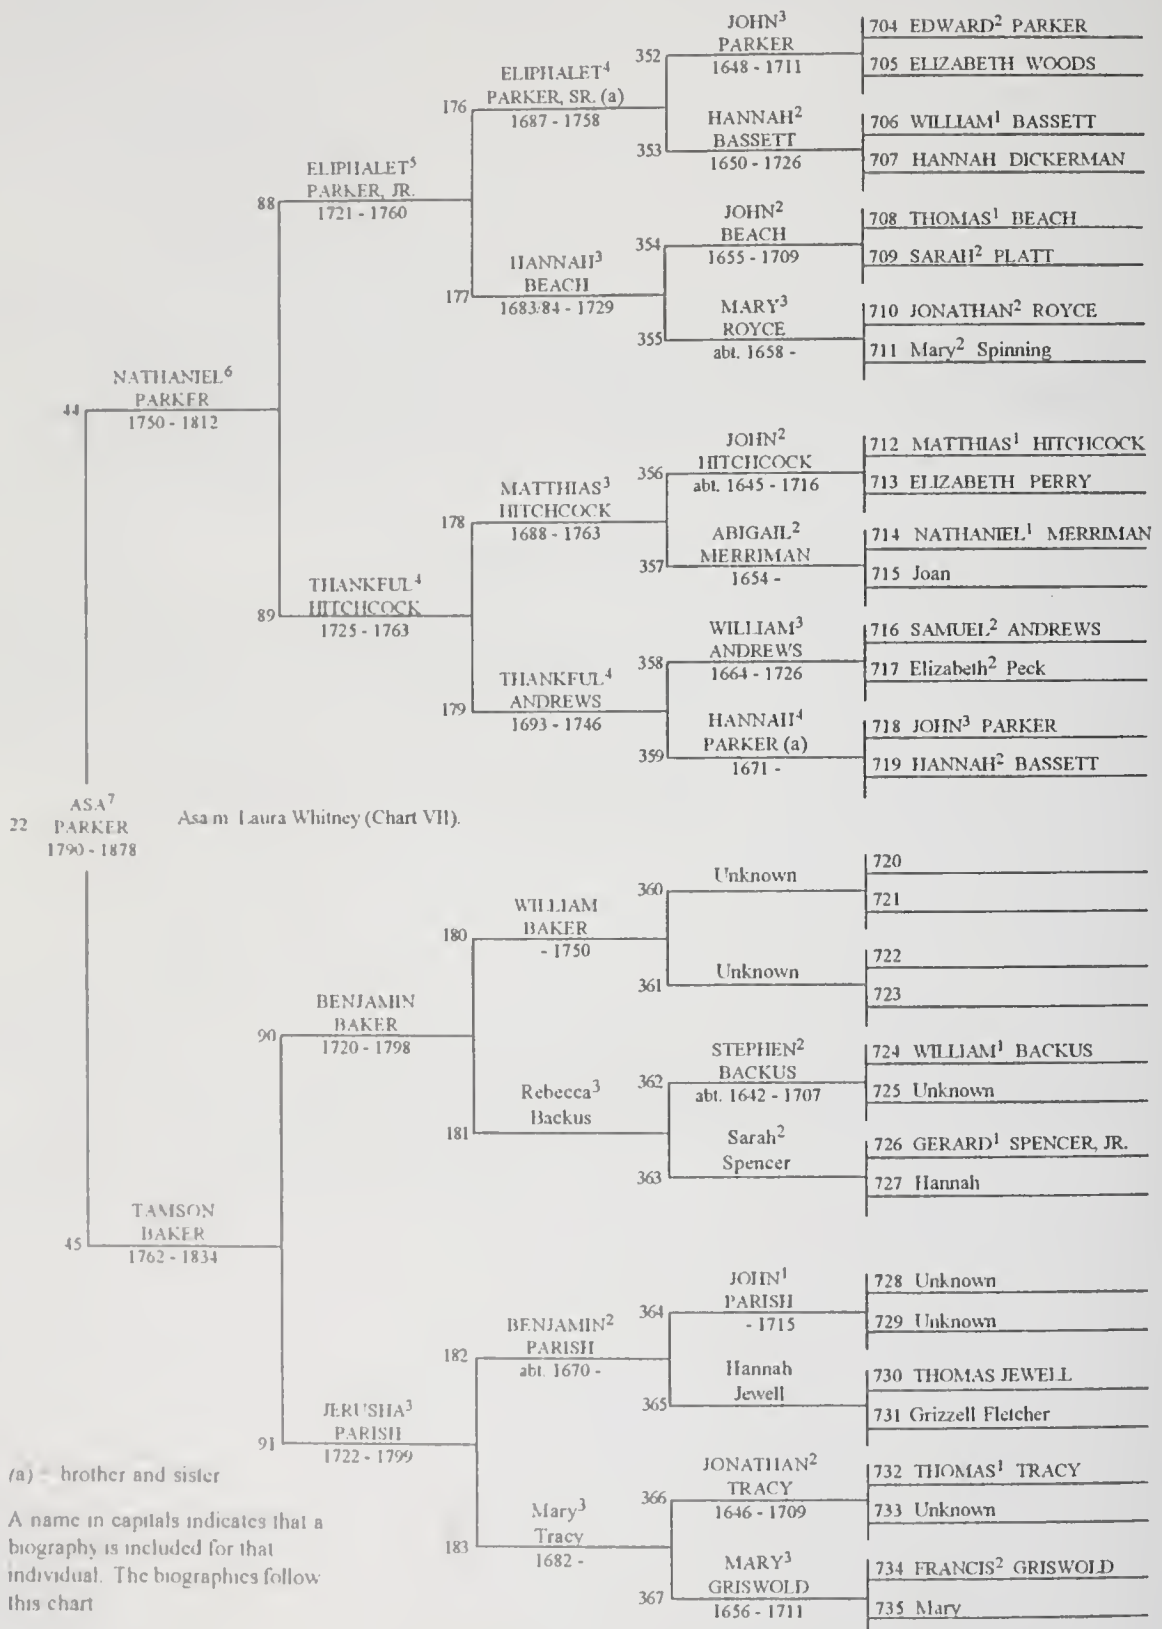 22
ASA⁷
PARKER
1790 - 1878
Asa m Laura Whitney (Chart VII).
44
NATHANIEL⁶
PARKER
1750 - 1812
45
TAMSON
BAKER
1762 - 1834
88
ELIPHALET⁵
PARKER, JR.
1721 - 1760
89
THANKFUL⁴
HITCHCOCK
1725 - 1763
90
BENJAMIN
BAKER
1720 - 1798
91
JERUSHA³
PARISH
1722 - 1799
176
ELIPHALET⁴
PARKER, SR. (a)
1687 - 1758
177
HANNAH³
BEACH
1683/84 - 1729
178
MATTHIAS³
HITCHCOCK
1688 - 1763
179
THANKFUL⁴
ANDREWS
1693 - 1746
180
WILLIAM
BAKER
- 1750
181
Rebecca³
Backus
182
BENJAMIN²
PARISH
abt. 1670 -
183
Mary³
Tracy
1682 -
352
JOHN³
PARKER
1648 - 1711
353
HANNAH²
BASSETT
1650 - 1726
354
JOHN²
BEACH
1655 - 1709
355
MARY³
ROYCE
abt. 1658 -
356
JOHN²
HITCHCOCK
abt. 1645 - 1716
357
ABIGAIL²
MERRIMAN
1654 -
358
WILLIAM³
ANDREWS
1664 - 1726
359
HANNAH⁴
PARKER (a)
1671 -
360
Unknown
361
Unknown
362
STEPHEN²
BACKUS
abt. 1642 - 1707
363
Sarah²
Spencer
364
JOHN¹
PARISH
- 1715
365
Hannah
Jewell
366
JONATHAN²
TRACY
1646 - 1709
367
MARY³
GRISWOLD
1656 - 1711
704 EDWARD² PARKER
705 ELIZABETH WOODS
706 WILLIAM¹ BASSETT
707 HANNAH DICKERMAN
708 THOMAS¹ BEACH
709 SARAH² PLATT
710 JONATHAN² ROYCE
711 Mary² Spinning
712 MATTHIAS¹ HITCHCOCK
713 ELIZABETH PERRY
714 NATHANIEL¹ MERRIMAN
715 Joan
716 SAMUEL² ANDREWS
717 Elizabeth² Peck
718 JOHN³ PARKER
719 HANNAH² BASSETT
720
721
722
723
724 WILLIAM¹ BACKUS
725 Unknown
726 GERARD¹ SPENCER, JR.
727 Hannah
728 Unknown
729 Unknown
730 THOMAS JEWELL
731 Grizzell Fletcher
732 THOMAS¹ TRACY
733 Unknown
734 FRANCIS² GRISWOLD
735 Mary
(a) - brother and sister
A name in capitals indicates that a
biography is included for that
individual. The biographies follow
this chart